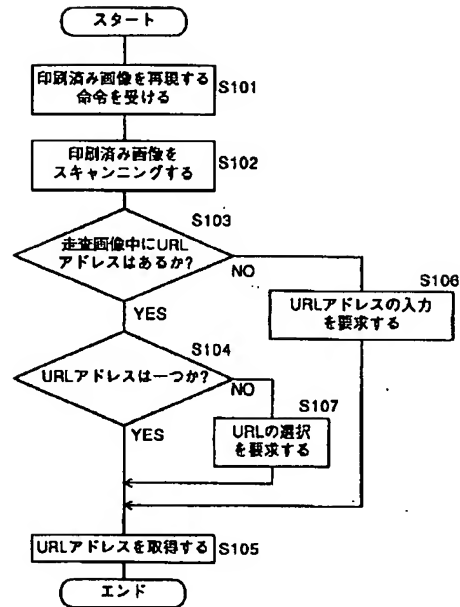 スタート
印刷済み画像を再現する
命令を受ける
S101
印刷済み画像を
スキャンニングする
S102
S103
走査画像中にURL
アドレスはあるか?
NO
YES
S106
URLアドレスの入力
を要求する
S104
URLアドレスは一つか?
NO
YES
S107
URLの選択
を要求する
URLアドレスを取得する
S105
エンド